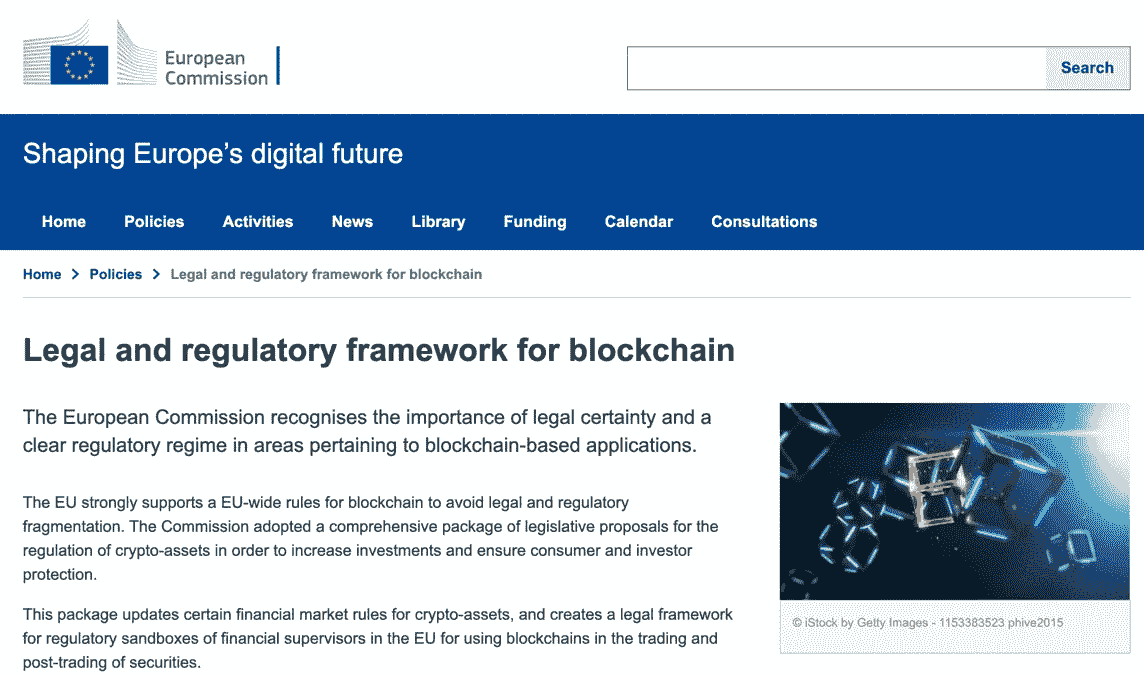 European
Commission
Search
Shaping Europe’s digital future
Home Policies Activities News Library Funding Calendar Consultations
Home > Policies > Legal and regulatory framework for blockchain
Legal and regulatory framework for blockchain
The European Commission recognises the importance of legal certainty and a
clear regulatory regime in areas pertaining to blockchain-based applications.
The EU strongly supports a EU-wide rules for blockchain to avoid legal and regulatory
fragmentation. The Commission adopted a comprehensive package of legislative proposals for the
regulation of crypto-assets in order to increase investments and ensure consumer and investor
protection.
This package updates certain financial market rules for crypto-assets, and creates a legal framework
for regulatory sandboxes of financial supervisors in the EU for using blockchains in the trading and
post-trading of securities.
© iStock by Getty Images - 1153383523 phive2015